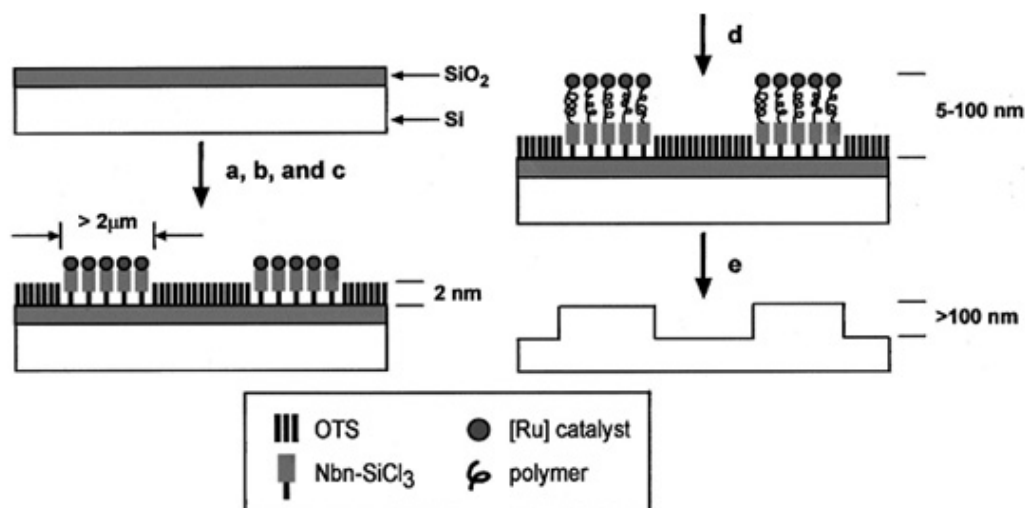 SiO2
Si
a, b, and c
> 2μm
2 nm
d
5-100 nm
e
>100 nm
OTS
[Ru] catalyst
Nbn-SiCl3
polymer